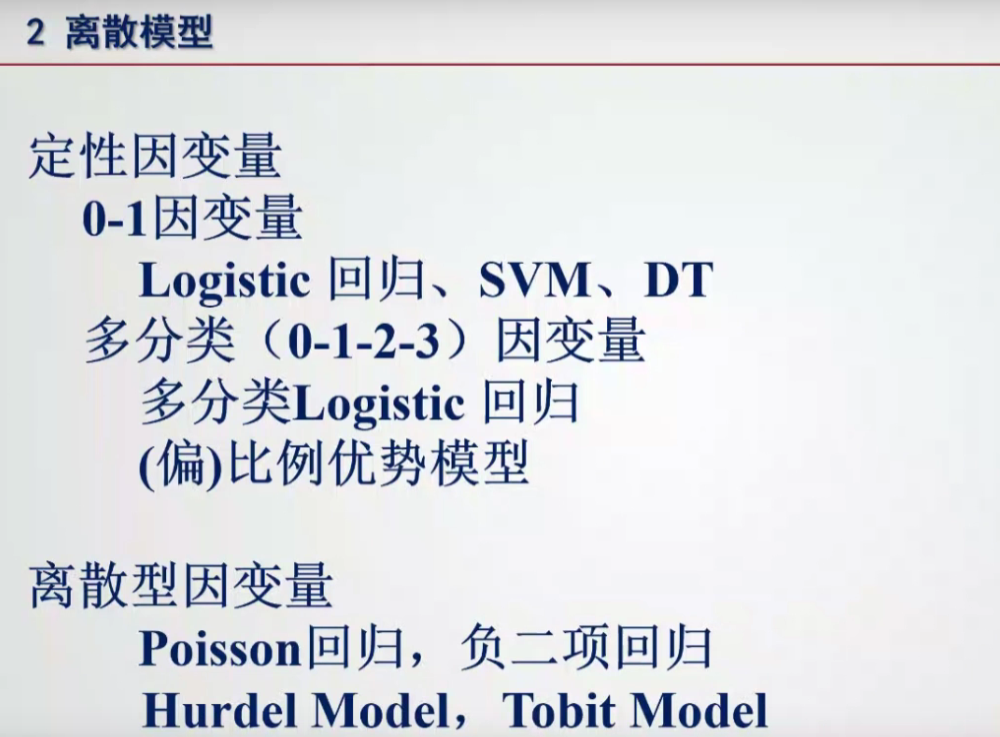 2 离散模型
定性因变量
0-1因变量
Logistic 回归、SVM、DT
多分类（0-1-2-3）因变量
多分类Logistic 回归
(偏)比例优势模型
离散型因变量
Poisson回归，负二项回归
Hurdel Model，Tobit Model